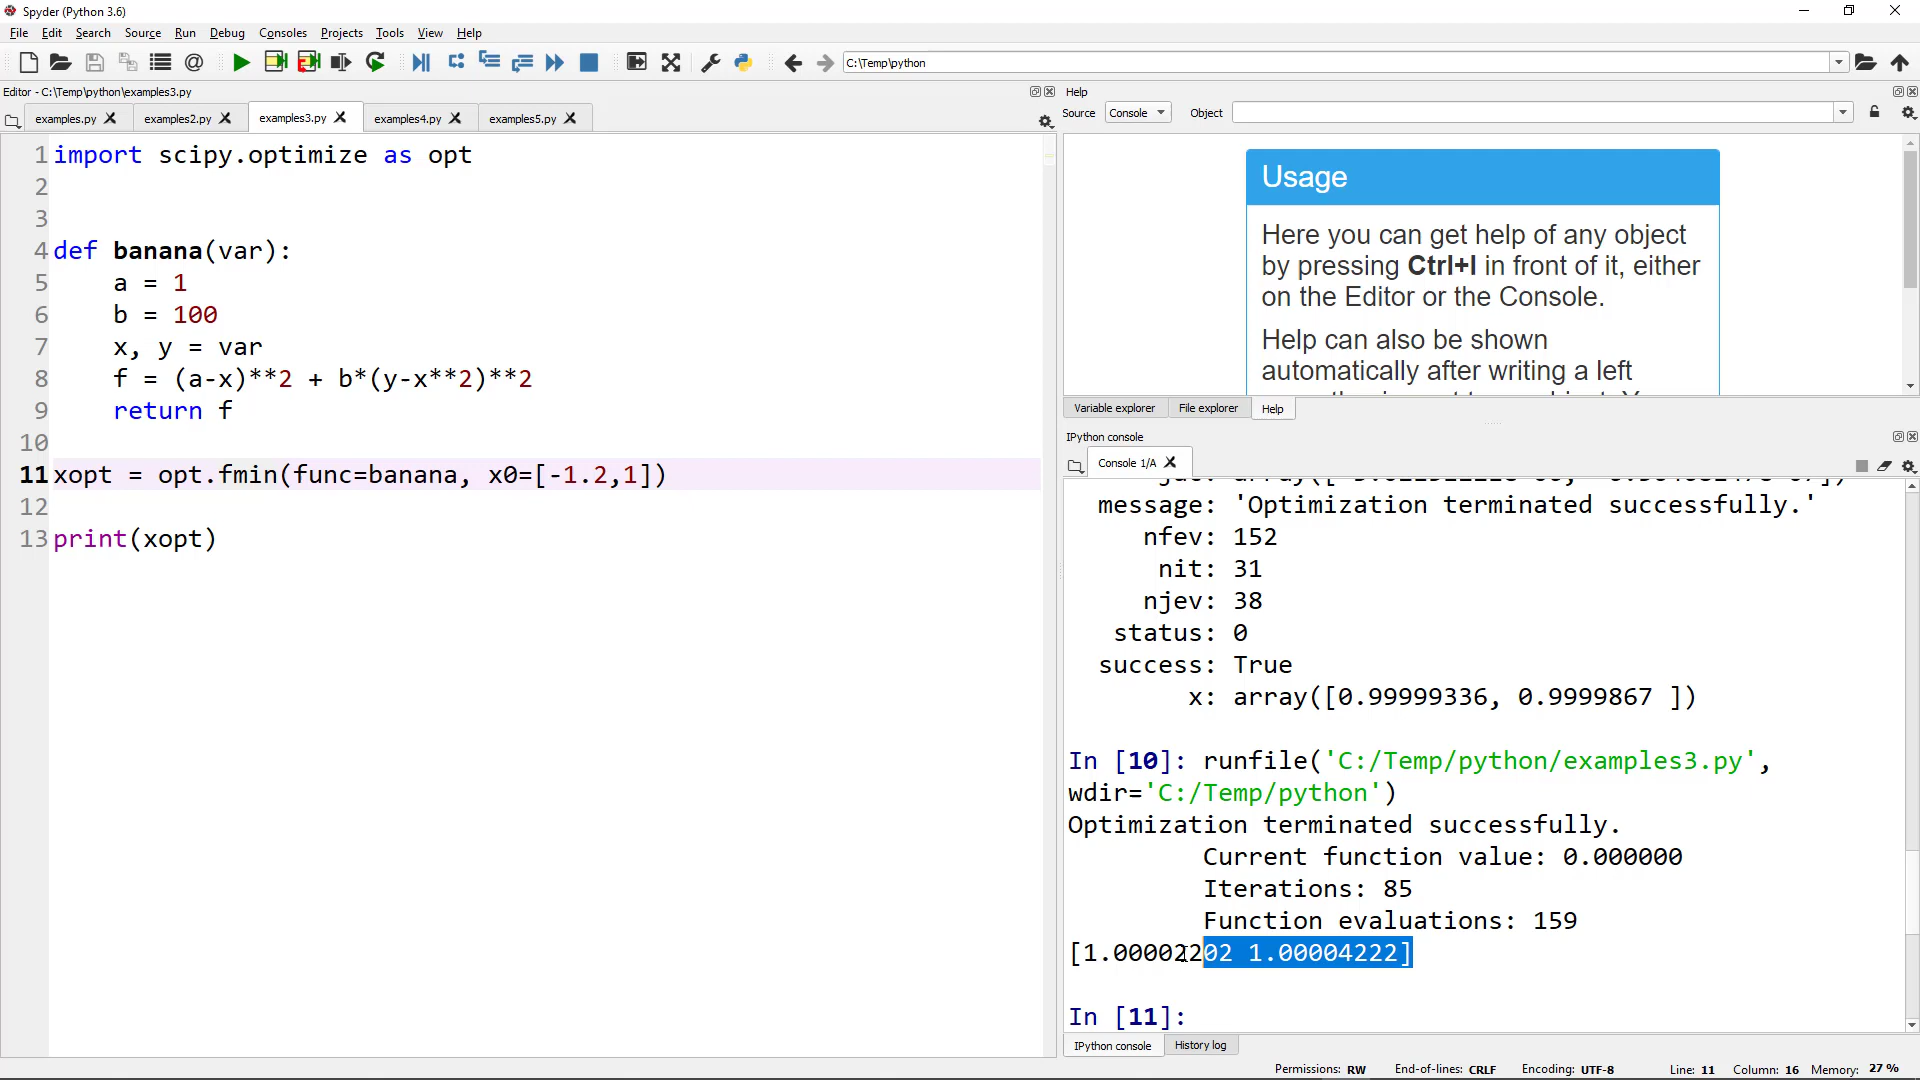 Spyder (Python 3.6)
File Edit Search Source Run Debug Consoles Projects Tools View Help
C:\Temp\python
Editor - C:\Temp\python\examples3.py
examples.py examples2.py examples3.py examples4.py examples5.py
1 import scipy.optimize as opt
2
3
4 def banana(var):
5 a = 1
6 b = 100
7 x, y = var
8 f = (a-x)**2 + b*(y-x**2)**2
9 return f
10
11 xopt = opt.fmin(func=banana, x0=[-1.2,1])
12
13 print(xopt)
Help
Source Console Object
Usage
Here you can get help of any object
by pressing Ctrl+I in front of it, either
on the Editor or the Console.
Help can also be shown
automatically after writing a left
Variable explorer File explorer Help
IPython console
Console 1/A
message: 'Optimization terminated successfully.'
nfev: 152
nit: 31
njev: 38
status: 0
success: True
x: array([0.99999336, 0.9999867 ])
In [10]: runfile('C:/Temp/python/examples3.py',
wdir='C:/Temp/python')
Optimization terminated successfully.
Current function value: 0.000000
Iterations: 85
Function evaluations: 159
[1.00002202 1.00004222]
In [11]:
IPython console History log
Permissions: RW End-of-lines: CRLF Encoding: UTF-8 Line: 11 Column: 16 Memory: 27 %